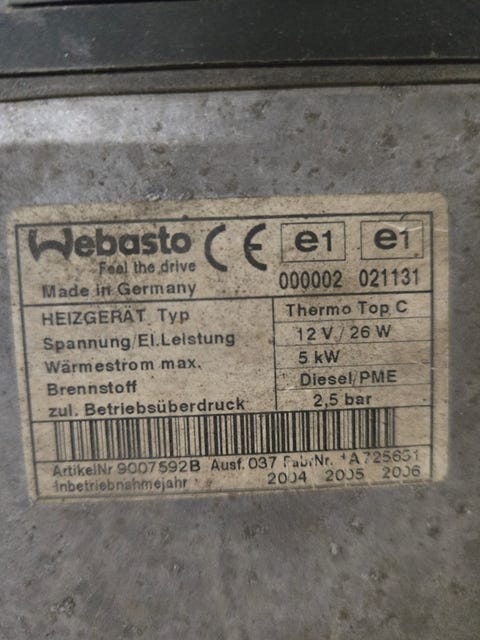 Webasto
Feel the drive
Made in Germany
e1 e1
000002 021131
HEIZGERÄT Typ Thermo Top C
Spannung/El.Leistung 12 V / 26 W
Wärmestrom max. 5 kW
Brennstoff Diesel/PME
zul. Betriebsüberdruck 2,5 bar
ArtikelNr 9007592B Ausf. 037 FabrNr.
Inbetriebnahmejahr 2004 2005 2006